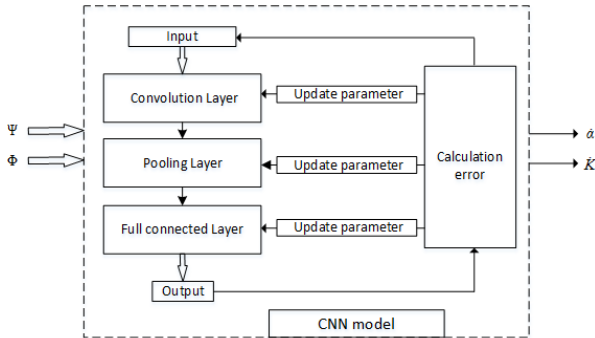 Input
Convolution Layer
Update parameter
Ψ
Φ
Pooling Layer
Update parameter
Calculation
error
α̂
K̂
Full connected Layer
Update parameter
Output
CNN model